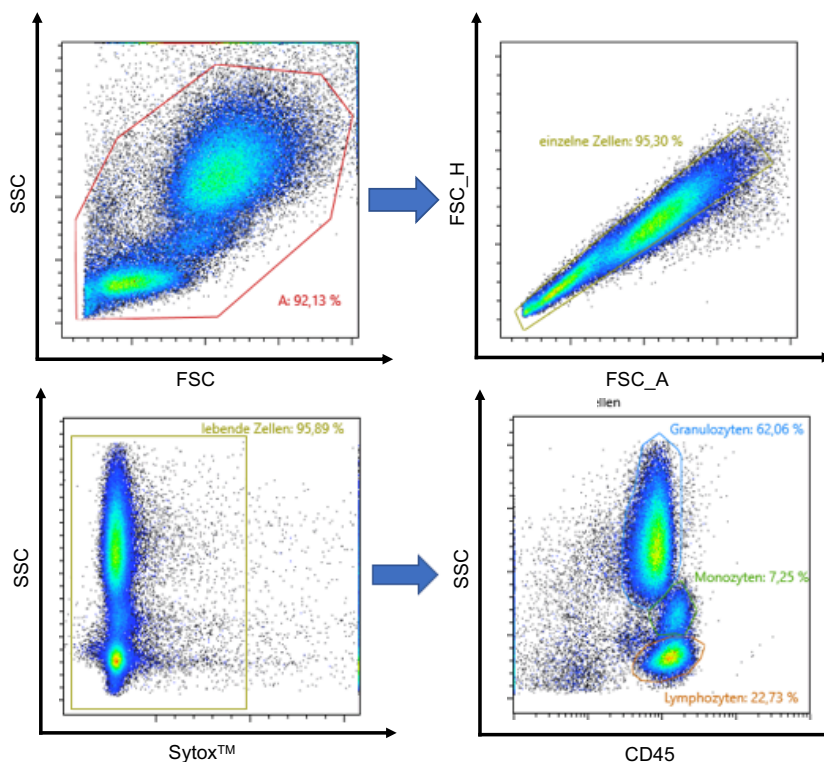 SSC
A: 92,13 %
FSC
FSC_H
einzelne Zellen: 95,30 %
FSC_A
SSC
lebende Zellen: 95,89 %
Sytox™
ellen
SSC
Granulozyten: 62,06 %
Monozyten: 7,25 %
Lymphozyten: 22,73 %
CD45